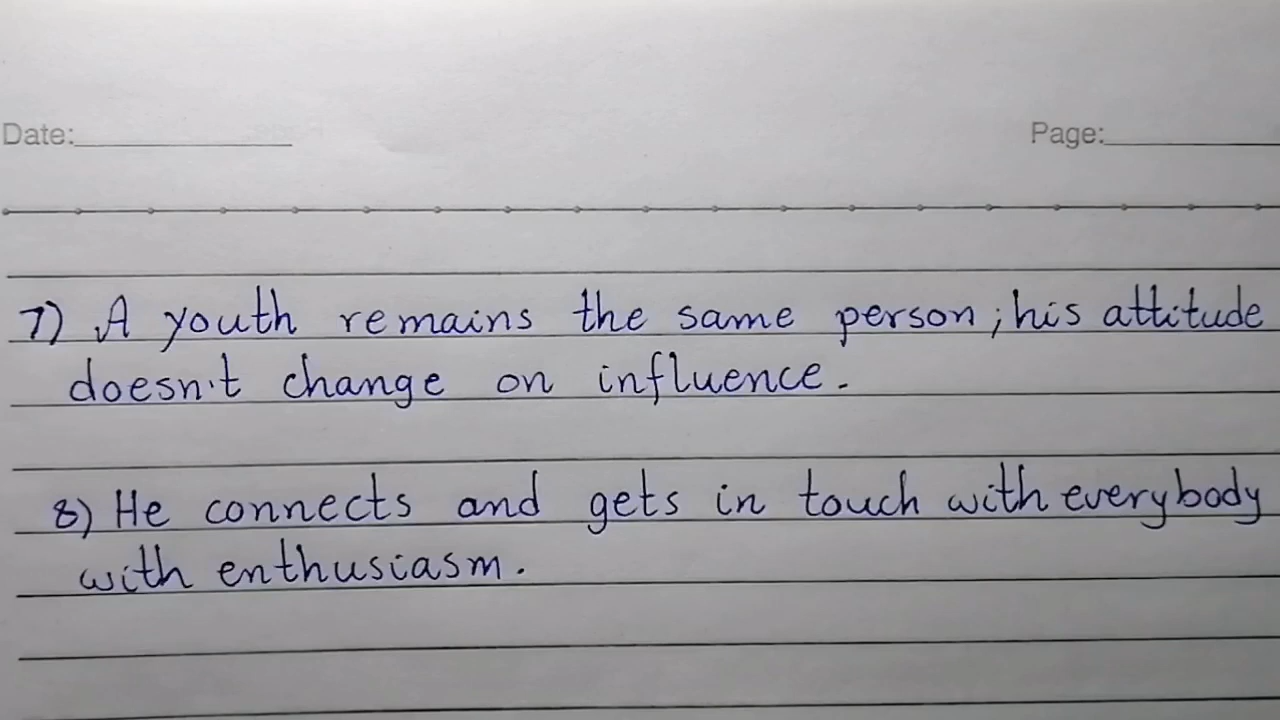 Date:
Page:
7) A youth remains the same person; his attitude
doesn't change on influence.
8) He connects and gets in touch with everybody
with enthusiasm.